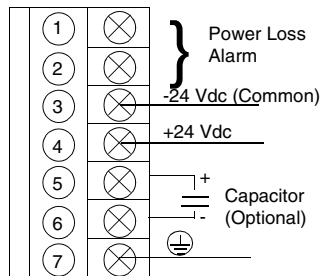 1
Power Loss
Alarm
2
3
-24 Vdc (Common)
4
+24 Vdc
5
+
Capacitor
(Optional)
6
-
7